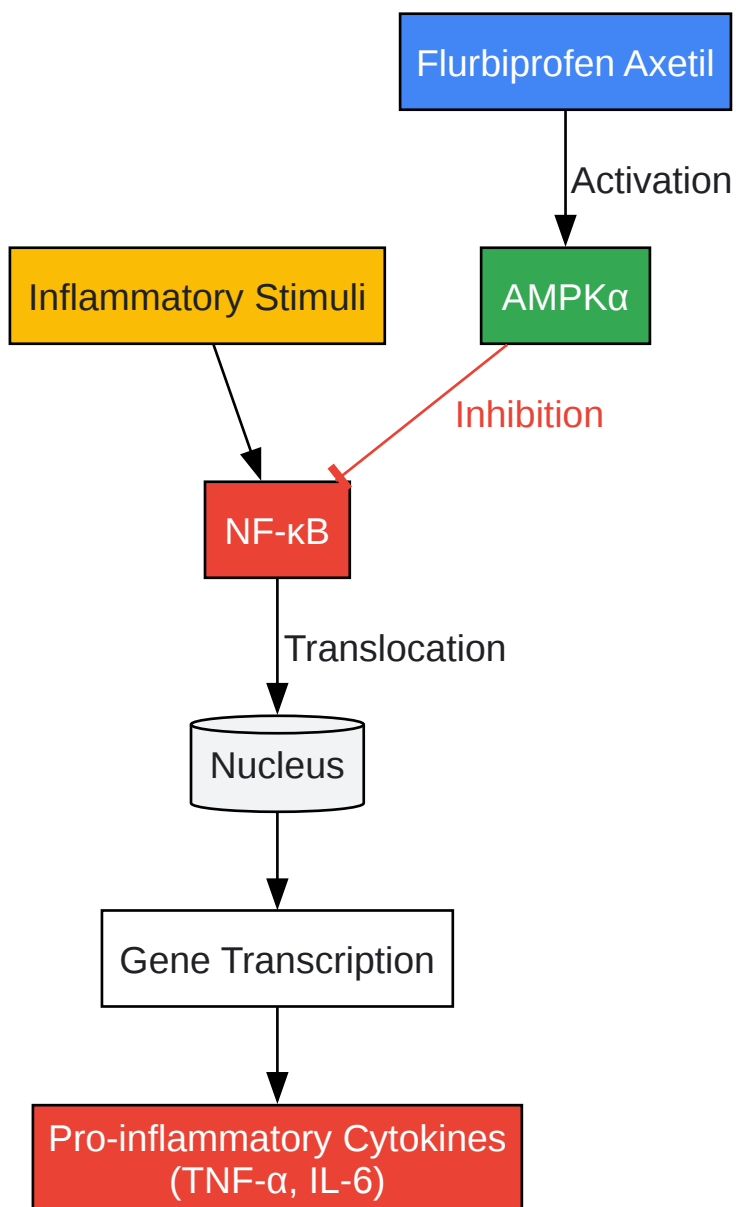 Flurbiprofen Axetil
Activation
Inflammatory Stimuli
AMPKα
Inhibition
NF-κB
Translocation
Nucleus
Gene Transcription
Pro-inflammatory Cytokines
(TNF-α, IL-6)